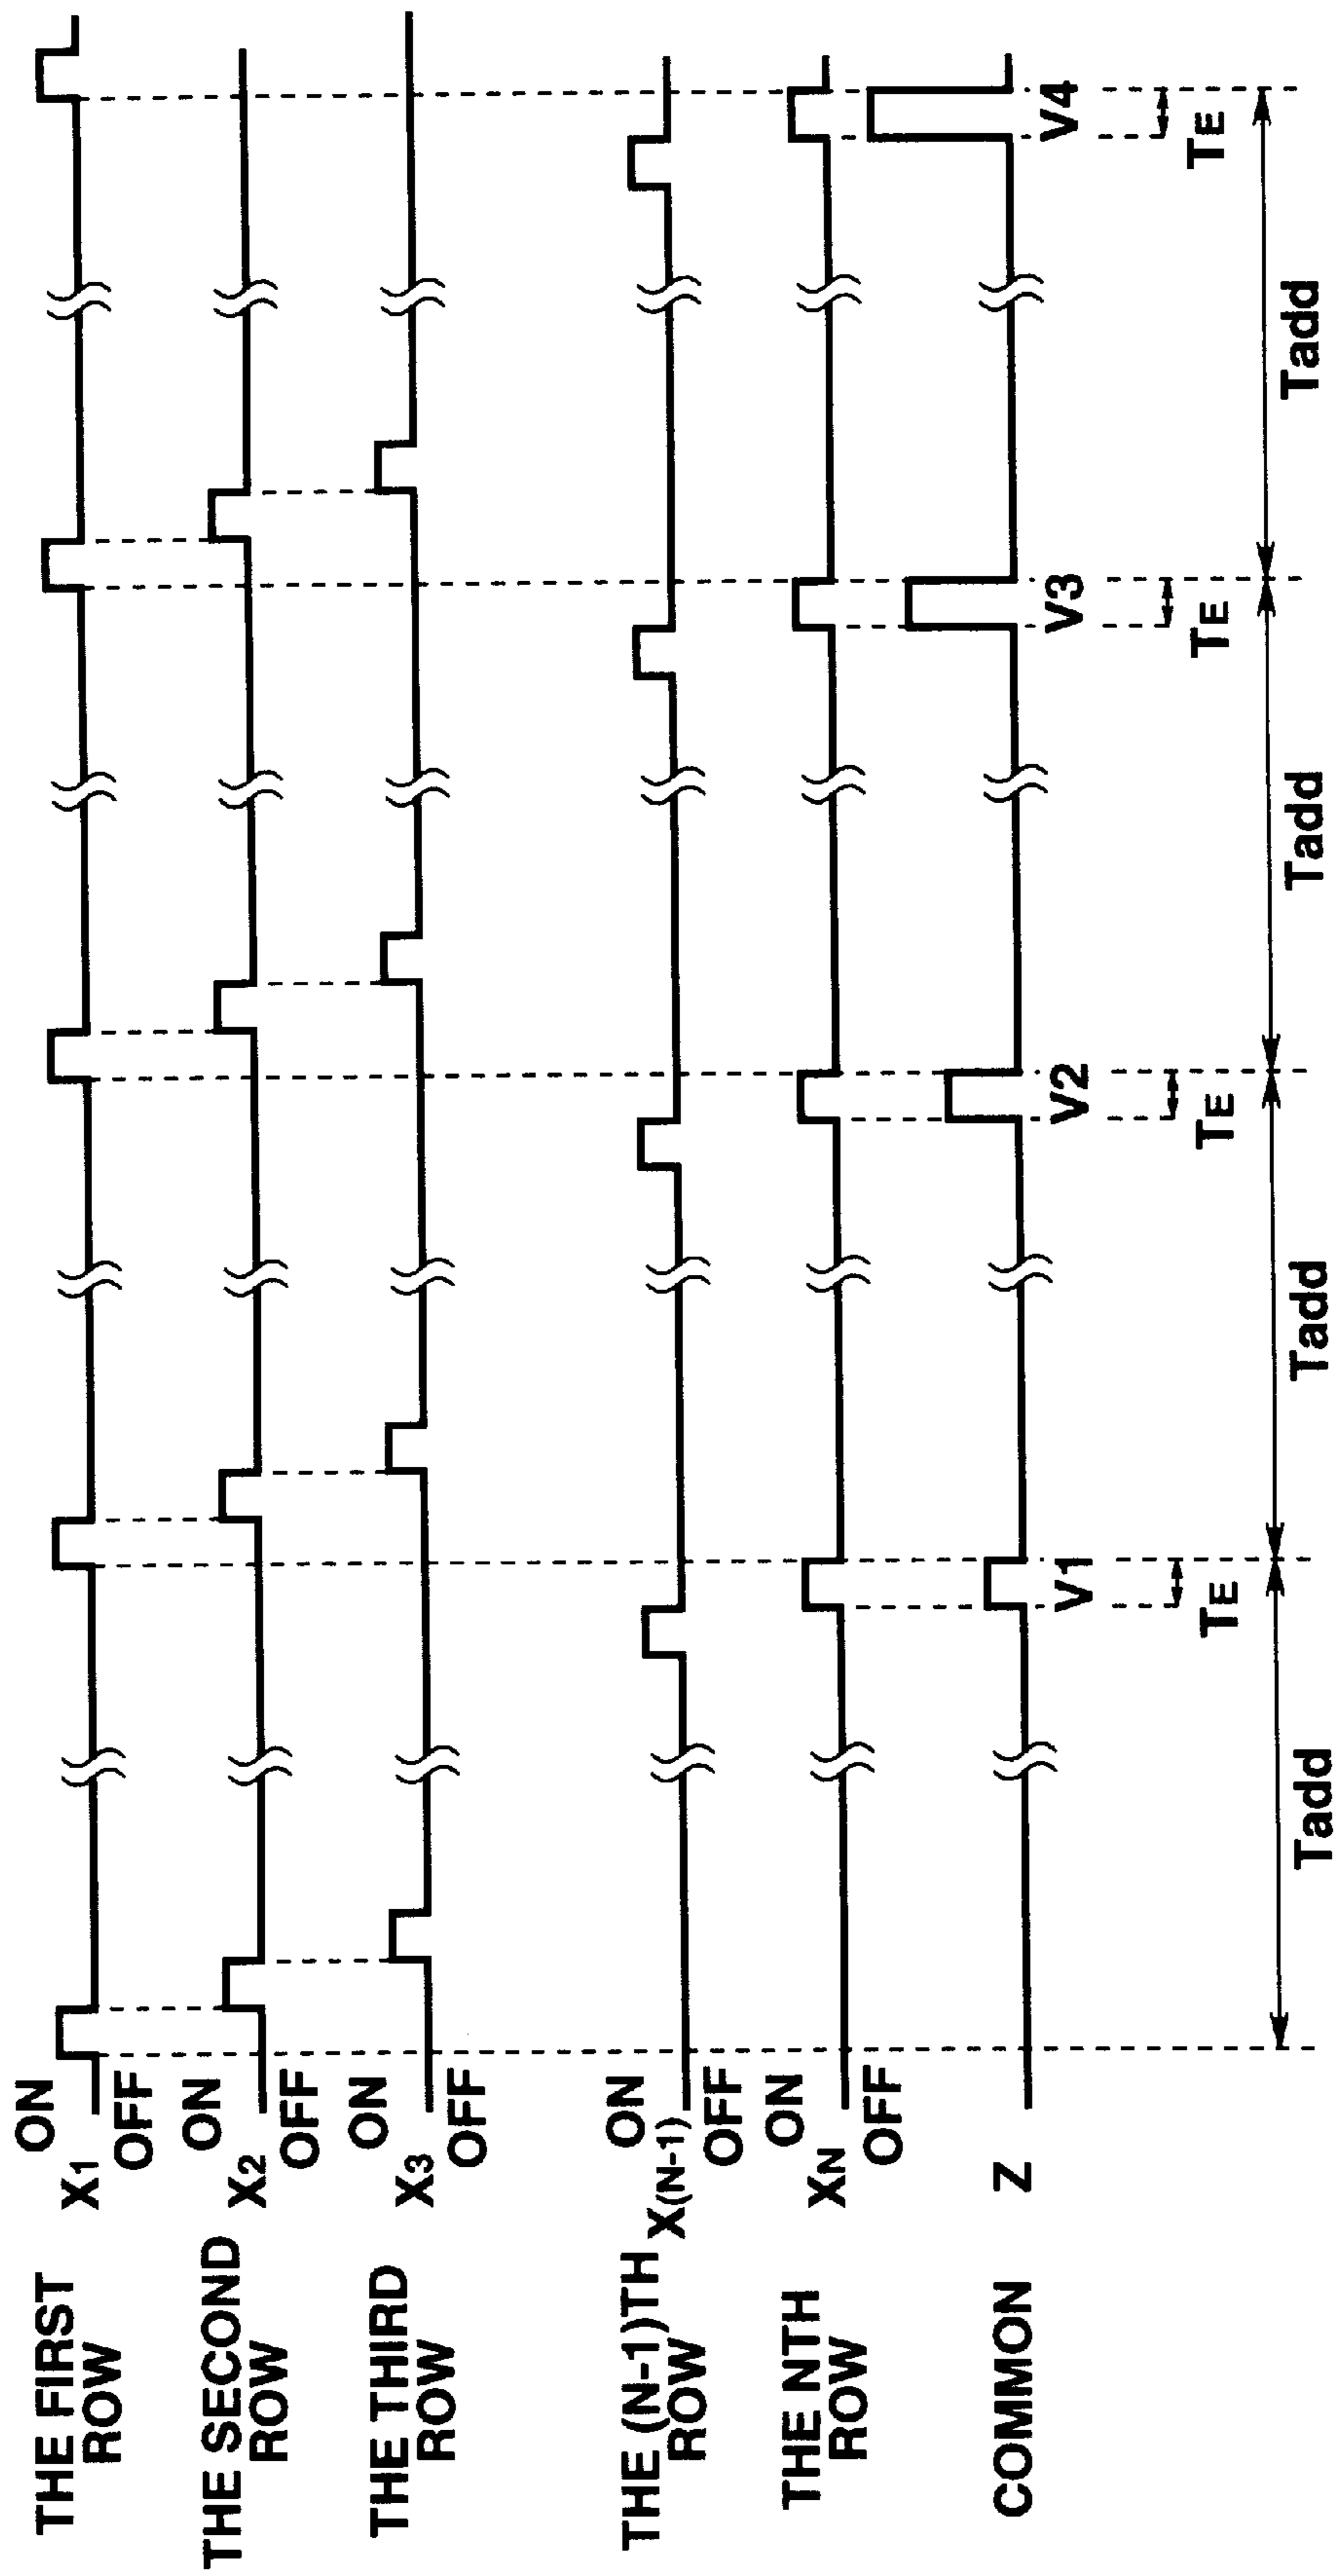 THE FIRST
ROW
X1
ON
OFF
THE SECOND
ROW
X2
ON
OFF
THE THIRD
ROW
X3
ON
OFF
THE (N-1)TH
ROW
X(N-1)
ON
OFF
THE NTH
ROW
XN
ON
OFF
COMMON Z
V1
V2
V3
V4
TE
TE
TE
TE
Tadd
Tadd
Tadd
Tadd